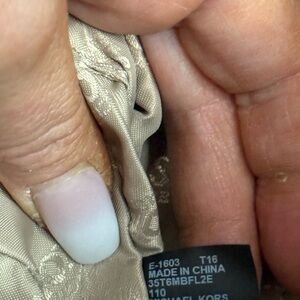 E-1603 T16
MADE IN CHINA
35T6MBFL2E
110
MICHAEL KORS